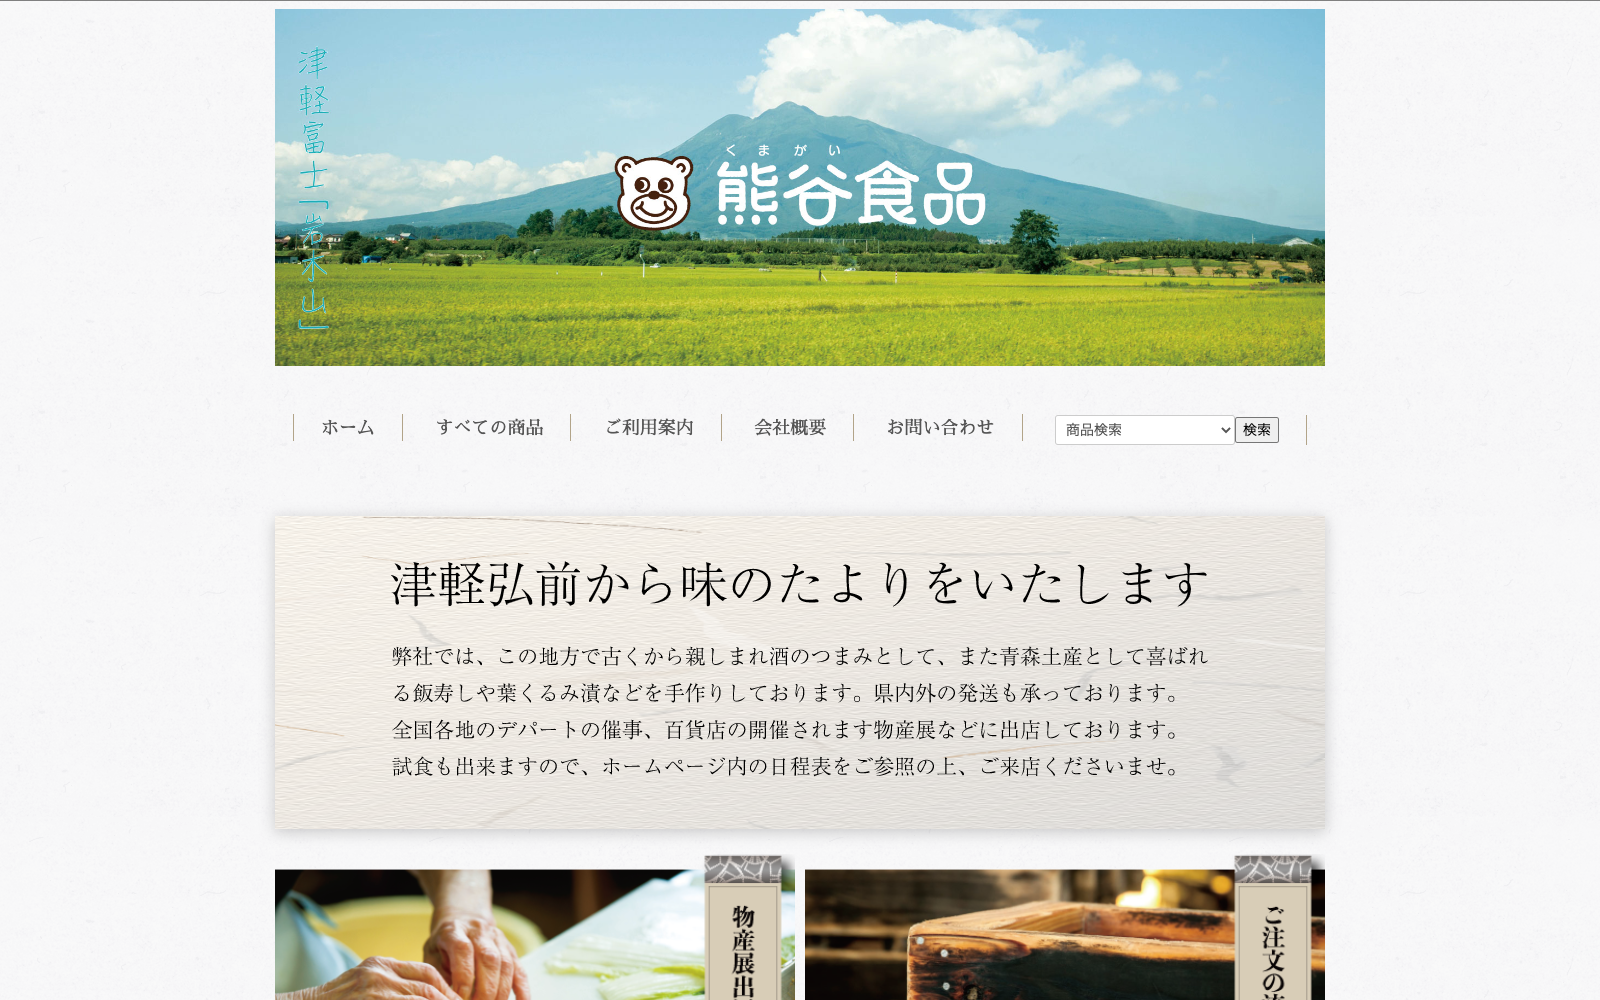 津軽富士「岩木山」
くまがい
熊谷食品
ホーム
すべての商品
ご利用案内
会社概要
お問い合わせ
商品検索
検索
津軽弘前から味のたよりをいたします
弊社では、この地方で古くから親しまれ酒のつまみとして、また青森土産として喜ばれ
る飯寿しや葉くるみ漬などを手作りしております。県内外の発送も承っております。
全国各地のデパートの催事、百貨店の開催されます物産展などに出店しております。
試食も出来ますので、ホームページ内の日程表をご参照の上、ご来店くださいませ。
物産展出
ご注文の